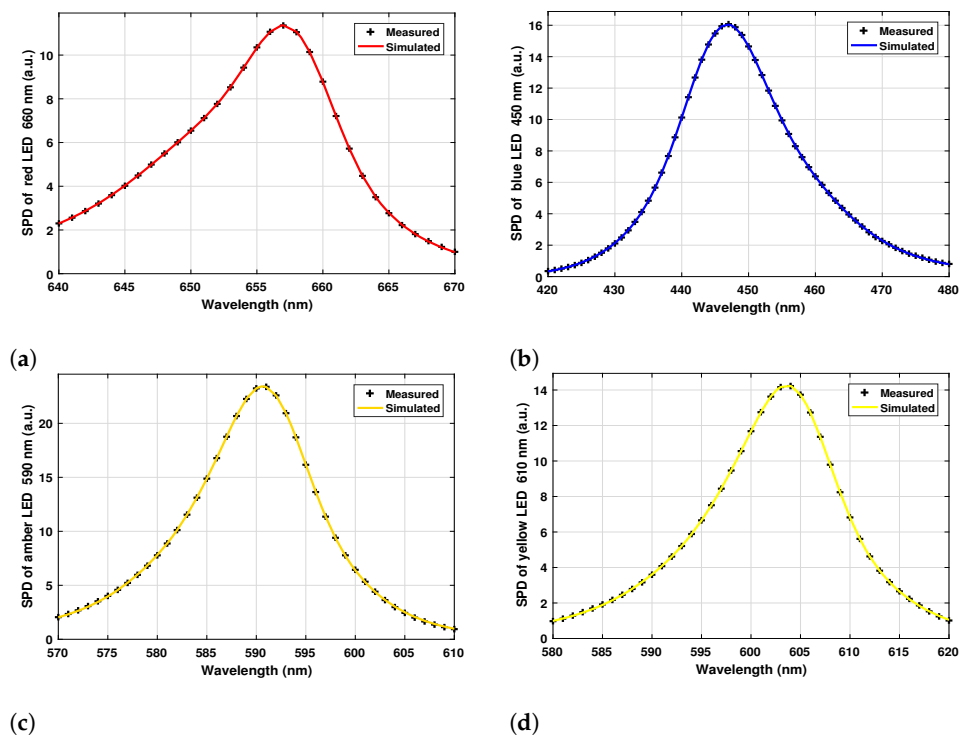 SPD of red LED 660 nm (a.u.)
12
10
8
6
4
2
0
640 645 650 655 660 665 670
Wavelength (nm)
Measured
Simulated
(a)
SPD of blue LED 450 nm (a.u.)
16
14
12
10
8
6
4
2
0
420 430 440 450 460 470 480
Wavelength (nm)
Measured
Simulated
(b)
SPD of amber LED 590 nm (a.u.)
20
15
10
5
0
570 575 580 585 590 595 600 605 610
Wavelength (nm)
Measured
Simulated
(c)
SPD of yellow LED 610 nm (a.u.)
14
12
10
8
6
4
2
0
580 585 590 595 600 605 610 615 620
Wavelength (nm)
Measured
Simulated
(d)